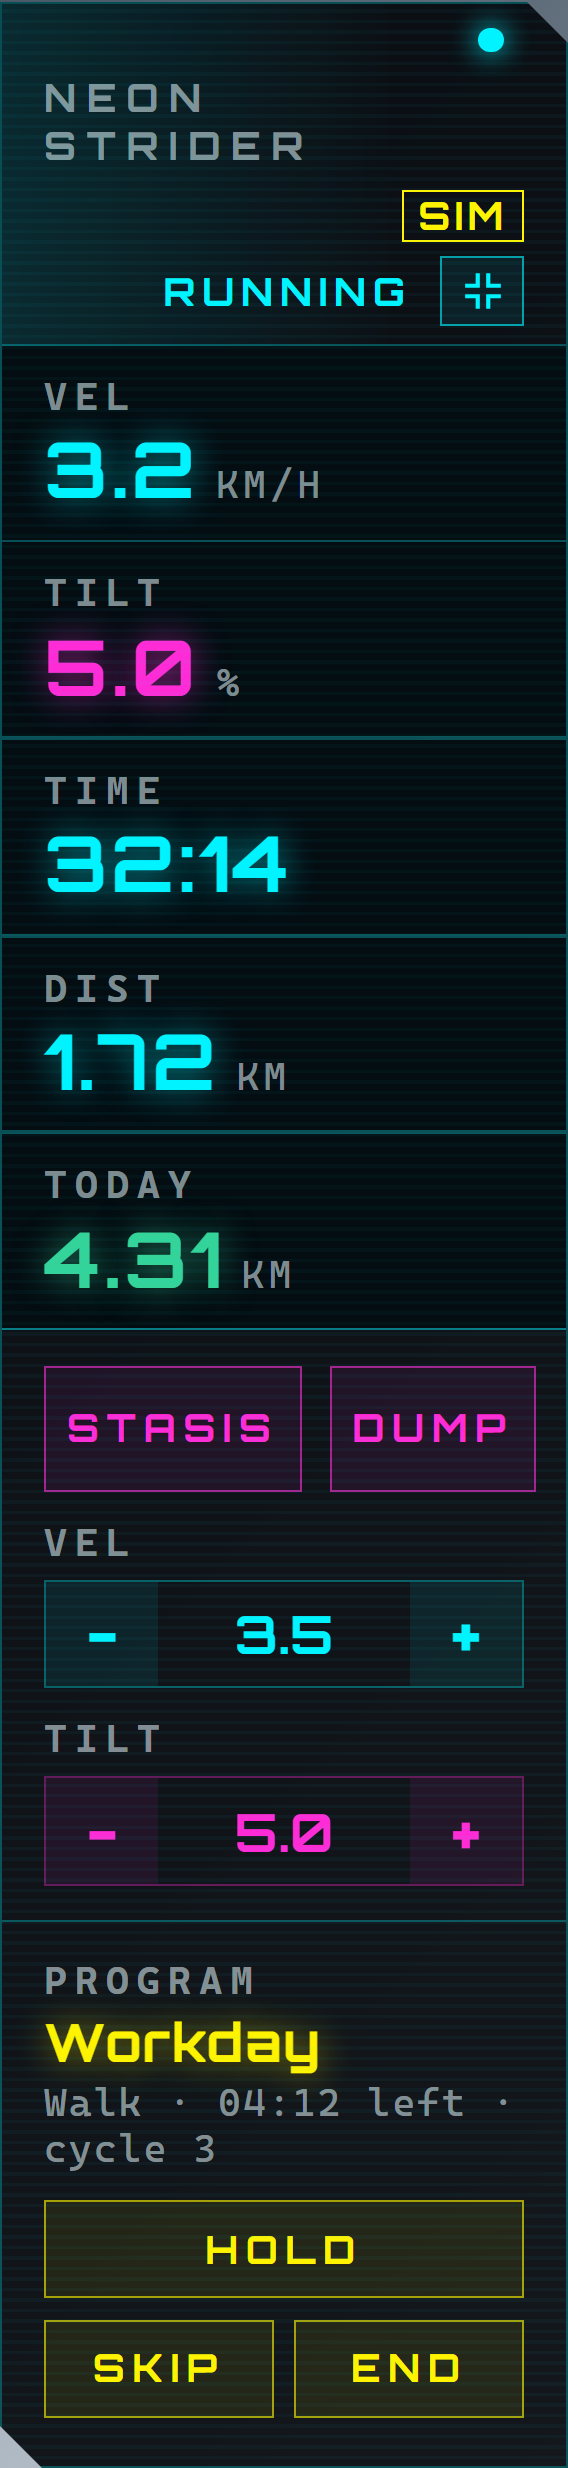 NEON
STRIDER
SIM
RUNNING
VEL
3.2 KM/H
TILT
5.0 %
TIME
32:14
DIST
1.72 KM
TODAY
4.31 KM
STASIS DUMP
VEL
- 3.5 +
TILT
- 5.0 +
PROGRAM
Workday
Walk · 04:12 left ·
cycle 3
HOLD
SKIP END